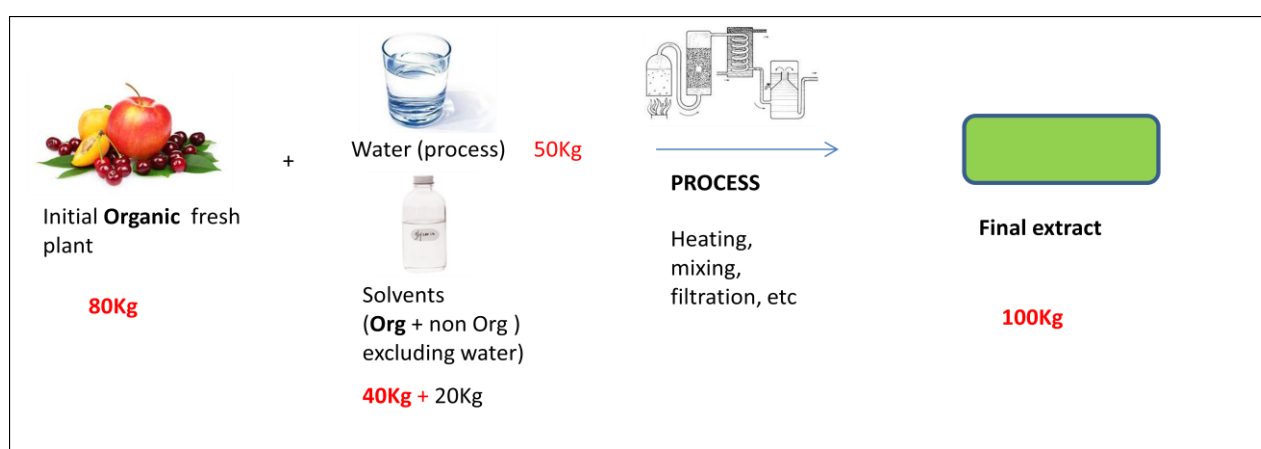 Initial Organic fresh
plant
80Kg
+
Water (process) 50Kg
Solvents
(Org + non Org )
excluding water)
40Kg + 20Kg
PROCESS
Heating,
mixing,
filtration, etc
Final extract
100Kg